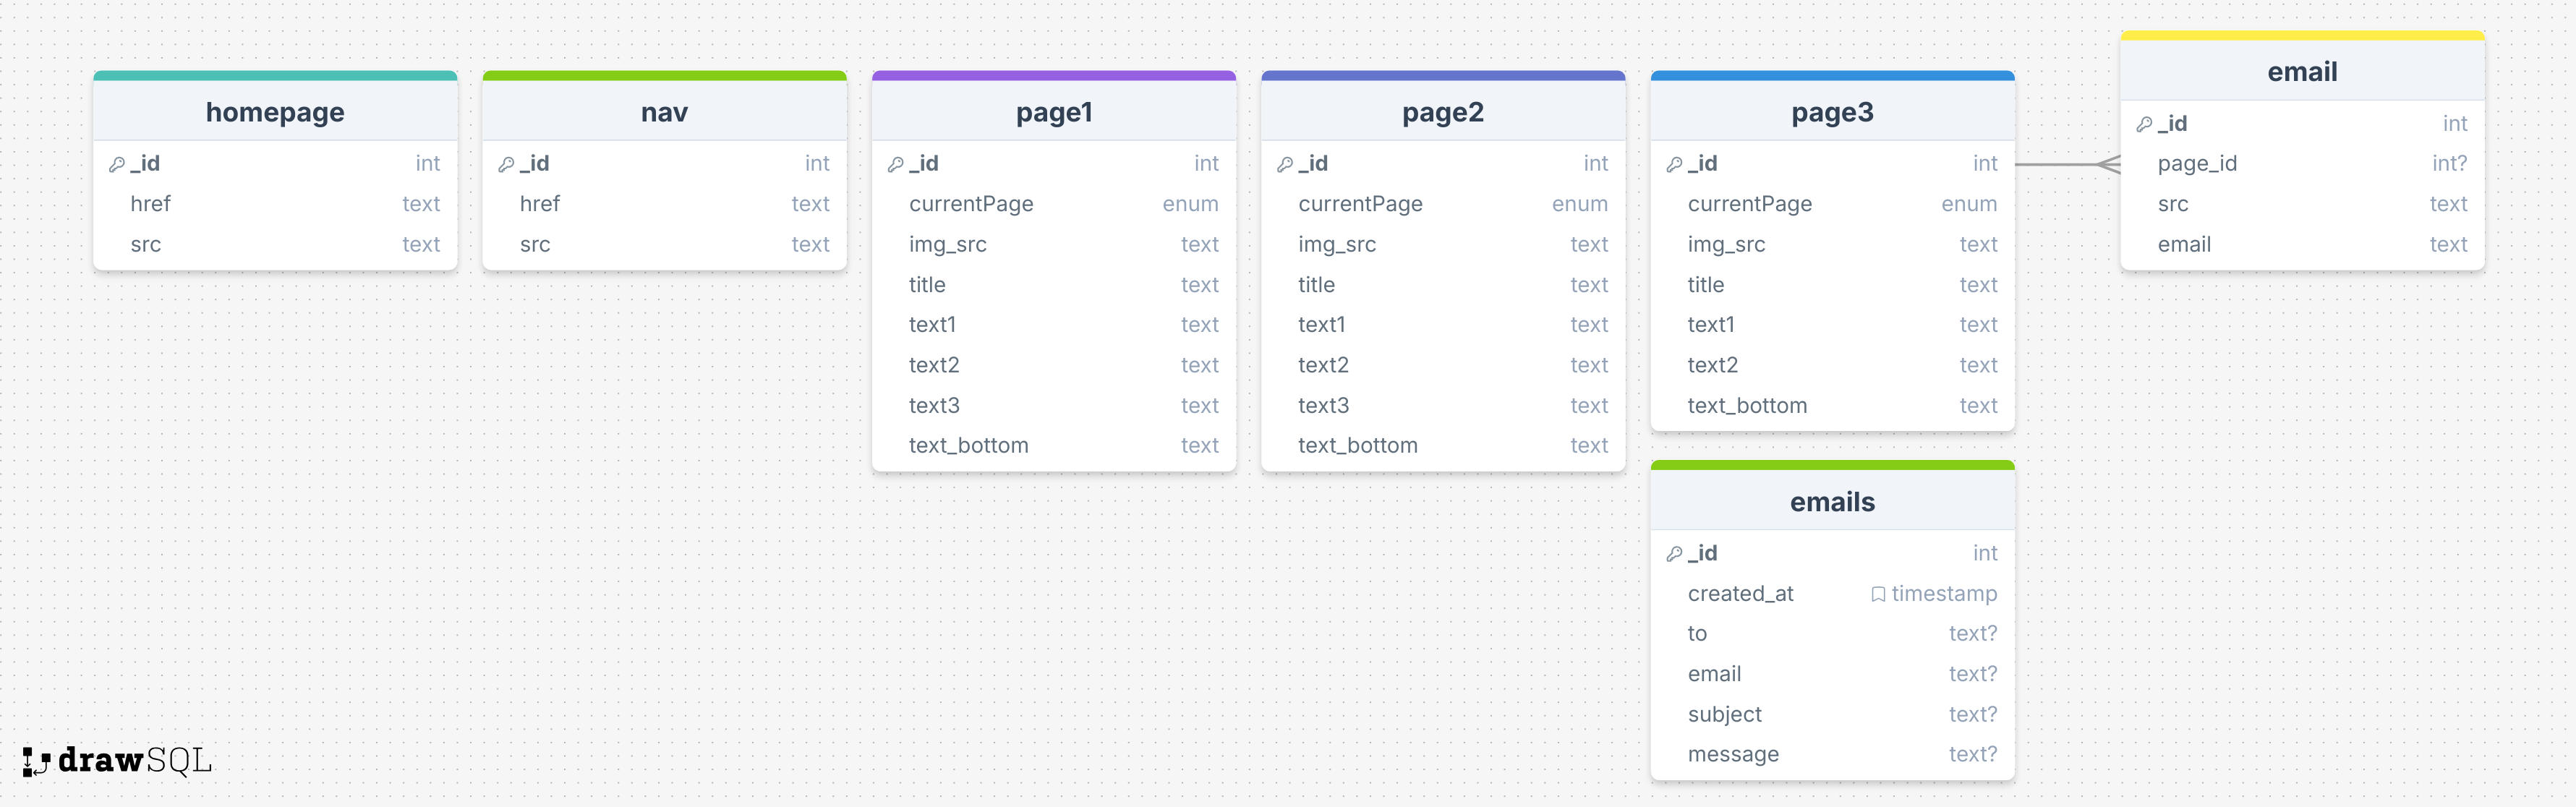 homepage
_id int
href text
src text
nav
_id int
href text
src text
page1
_id int
currentPage enum
img_src text
title text
text1 text
text2 text
text3 text
text_bottom text
page2
_id int
currentPage enum
img_src text
title text
text1 text
text2 text
text3 text
text_bottom text
page3
_id int
currentPage enum
img_src text
title text
text1 text
text2 text
text_bottom text
email
_id int
page_id int?
src text
email text
emails
_id int
created_at timestamp
to text?
email text?
subject text?
message text?
drawSQL